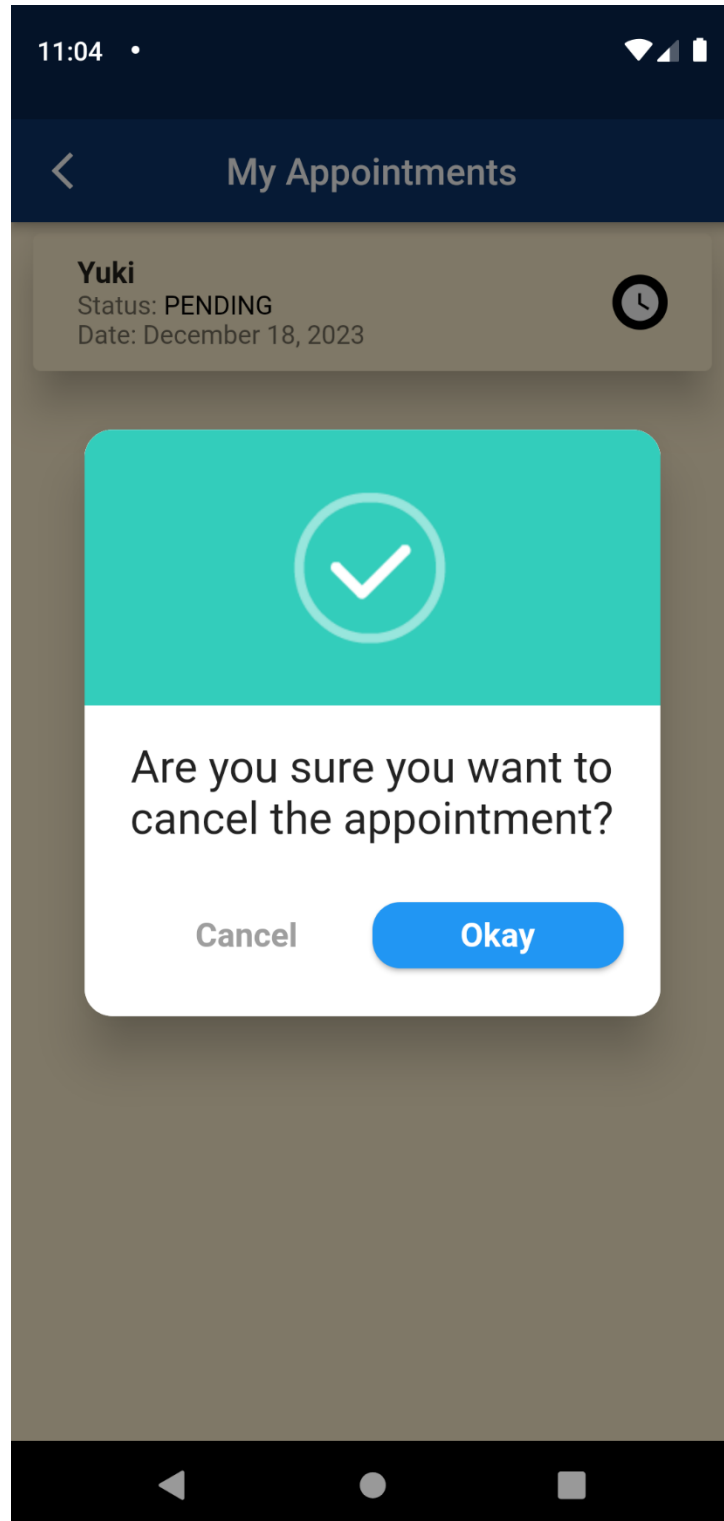 11:04
My Appointments
Yuki
Status: PENDING
Date: December 18, 2023
Are you sure you want to
cancel the appointment?
Cancel Okay